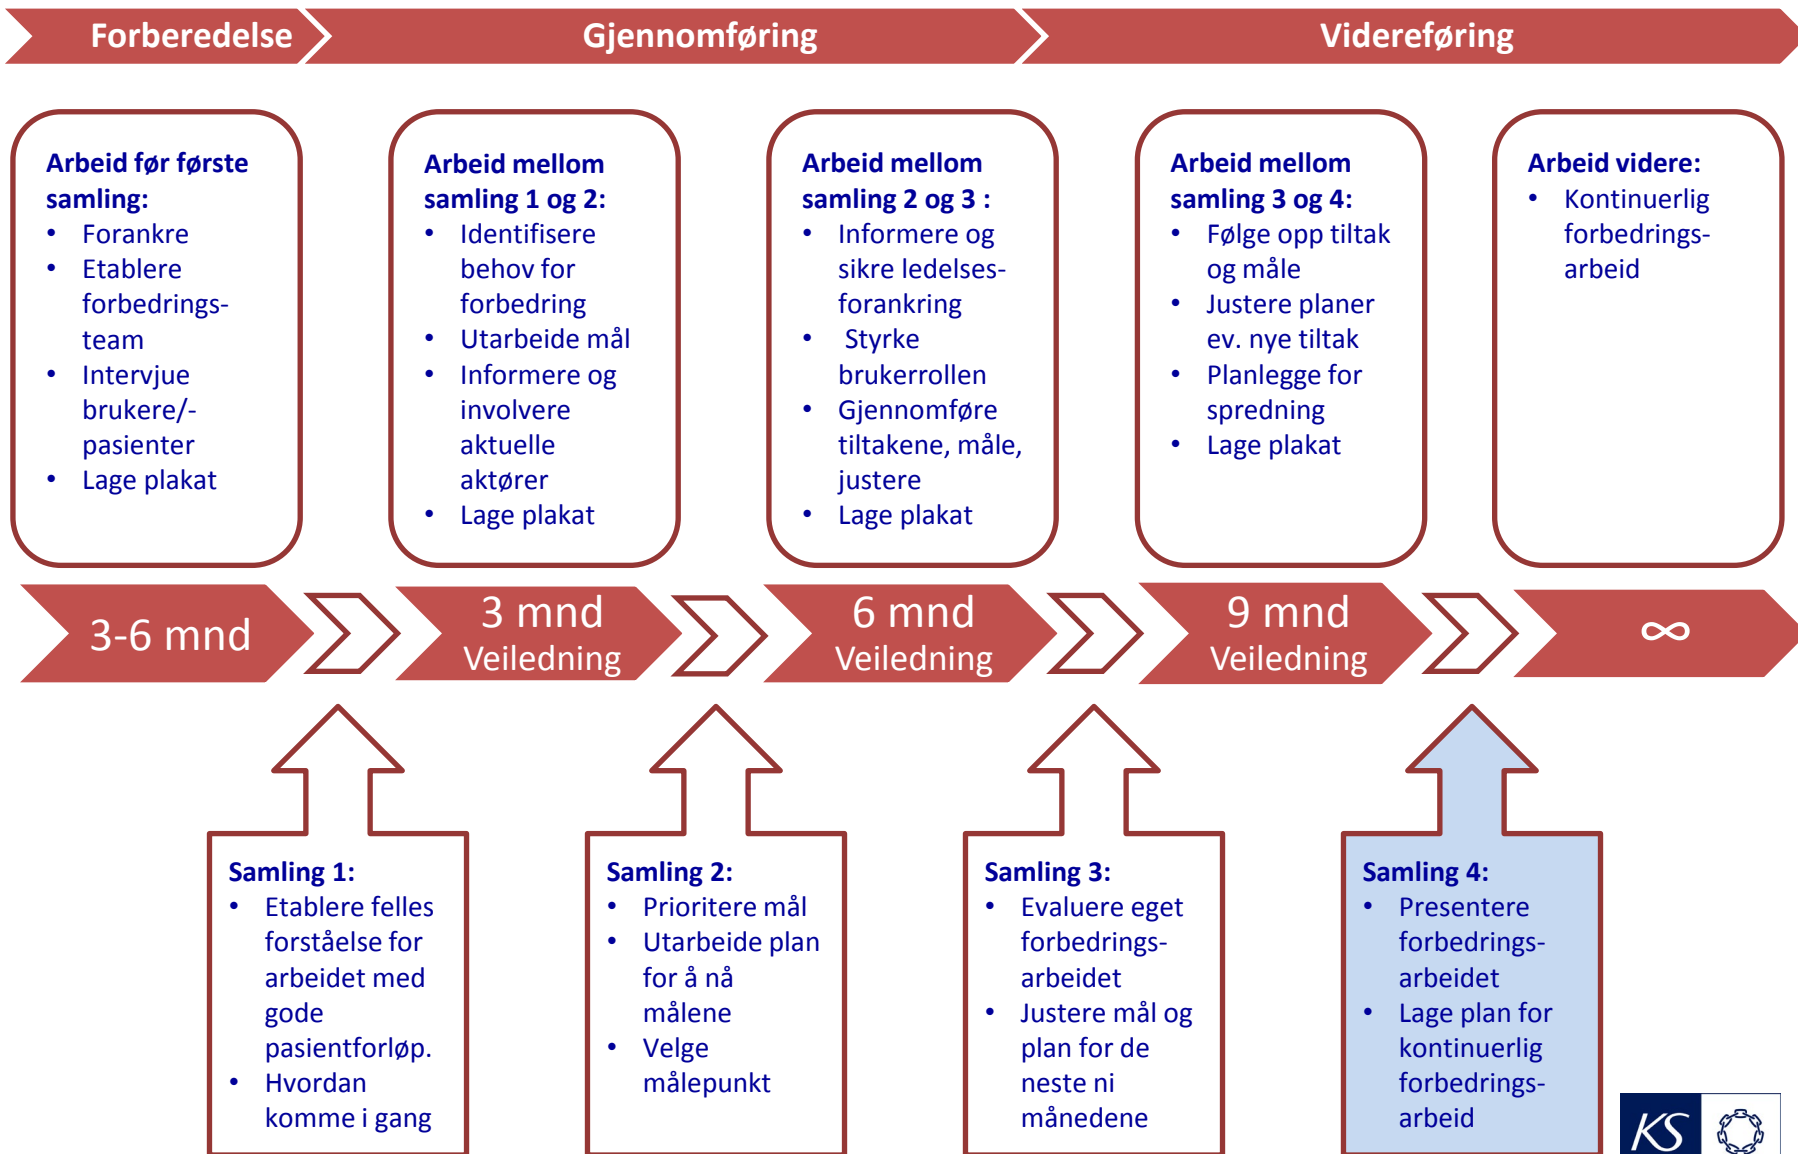 Forberedelse
Gjennomføring
Videreføring
Arbeid før første
samling:
• Forankre
• Etablere
forbedrings-
team
• Intervjue
brukere/-
pasienter
• Lage plakat
Arbeid mellom
samling 1 og 2:
• Identifisere
behov for
forbedring
• Utarbeide mål
• Informere og
involvere
aktuelle
aktører
• Lage plakat
Arbeid mellom
samling 2 og 3 :
• Informere og
sikre ledelses-
forankring
• Styrke
brukerrollen
• Gjennomføre
tiltakene, måle,
justere
• Lage plakat
Arbeid mellom
samling 3 og 4:
• Følge opp tiltak
og måle
• Justere planer
ev. nye tiltak
• Planlegge for
spredning
• Lage plakat
Arbeid videre:
• Kontinuerlig
forbedrings-
arbeid
3-6 mnd
3 mnd
Veiledning
6 mnd
Veiledning
9 mnd
Veiledning
∞
Samling 1:
• Etablere felles
forståelse for
arbeidet med
gode
pasientforløp.
• Hvordan
komme i gang
Samling 2:
• Prioritere mål
• Utarbeide plan
for å nå
målene
• Velge
målepunkt
Samling 3:
• Evaluere eget
forbedrings-
arbeidet
• Justere mål og
plan for de
neste ni
månedene
Samling 4:
• Presentere
forbedrings-
arbeidet
• Lage plan for
kontinuerlig
forbedrings-
arbeid
KS